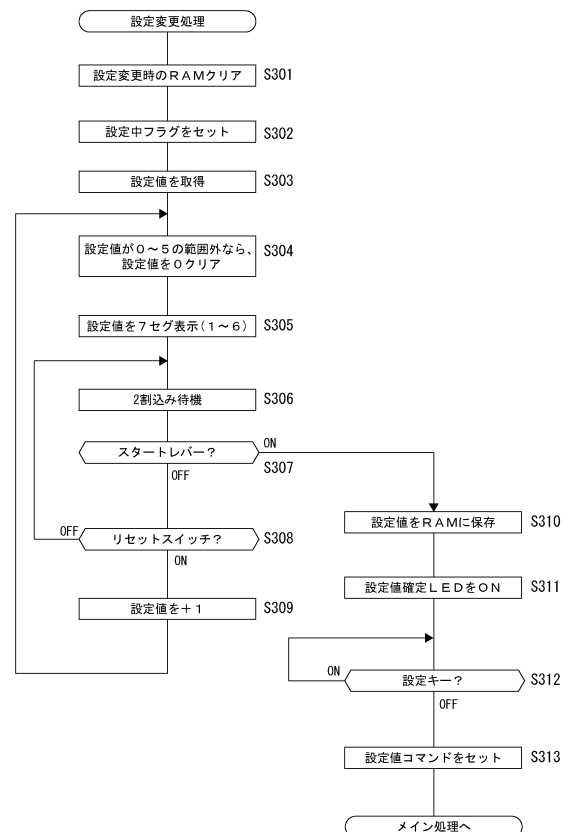 設定変更処理
設定変更時のＲＡＭクリア S301
設定中フラグをセット S302
設定値を取得 S303
設定値が０～５の範囲外なら、
設定値を０クリア
S304
設定値を７セグ表示（１～６） S305
2割込み待機 S306
スタートレバー？ ON
S307
OFF
OFF リセットスイッチ？ S308
ON
設定値を＋１ S309
設定値をＲＡＭに保存 S310
設定値確定ＬＥＤをＯＮ S311
ON 設定キー？ S312
OFF
設定値コマンドをセット S313
メイン処理へ